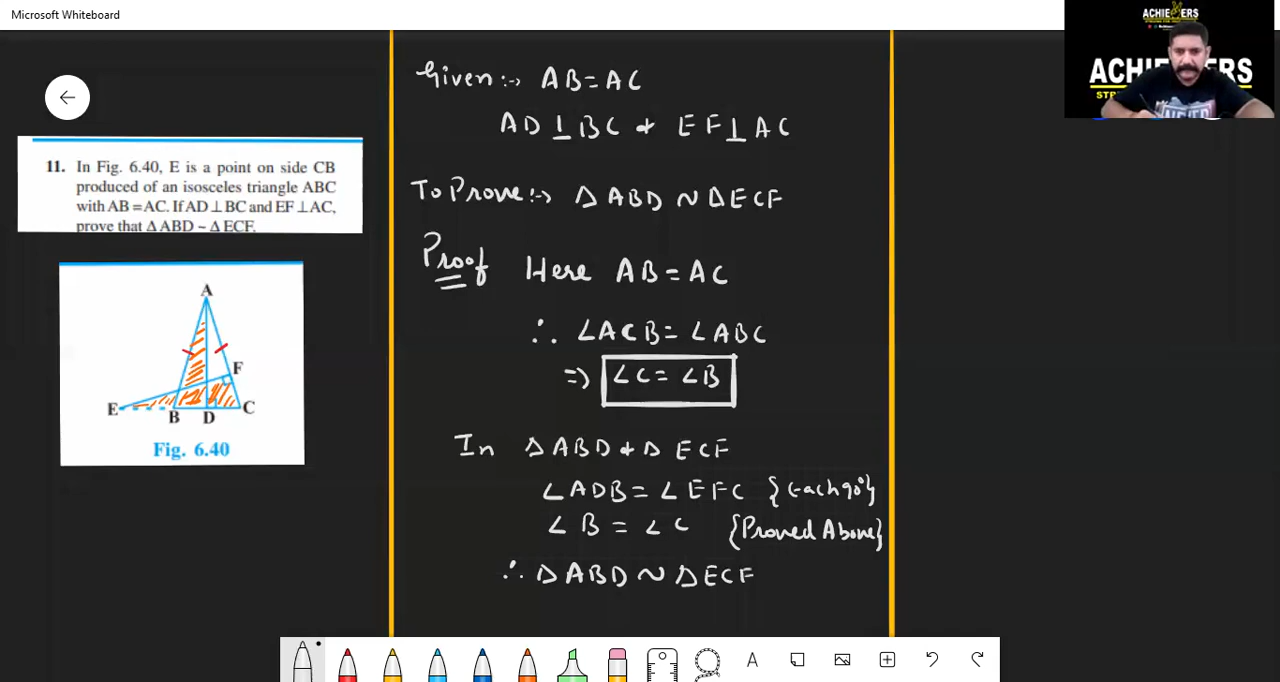 Microsoft Whiteboard
ACHIEVERS
ACHIE ERS
11. In Fig. 6.40, E is a point on side CB
produced of an isosceles triangle ABC
with AB = AC. If AD ⊥ BC and EF ⊥ AC,
prove that Δ ABD ~ Δ ECF.
A
F
E
B
D
C
Fig. 6.40
Given :-> AB = AC
AD ⊥ BC & EF ⊥ AC
To Prove :-> Δ ABD ~ Δ ECF
Proof Here AB = AC
∴ ∠ACB = ∠ABC
=> ∠C = ∠B
In Δ ABD & Δ ECF
∠ADB = ∠EFC {Each 90°}
∠B = ∠C {Proved Above}
∴ Δ ABD ~ Δ ECF
A